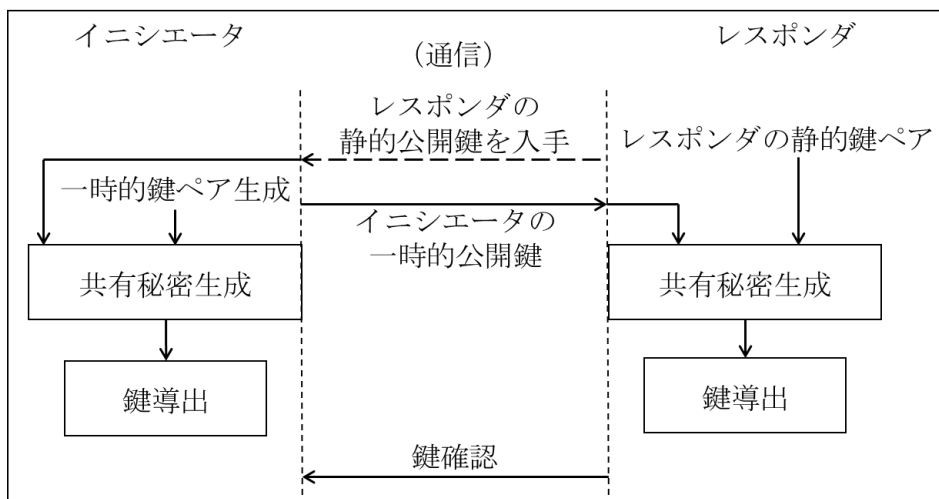 イニシエータ
(通信)
レスポンダ
レスポンダの
静的公開鍵を入手
レスポンダの静的鍵ペア
一時的鍵ペア生成
イニシエータの
一時的公開鍵
共有秘密生成
共有秘密生成
鍵導出
鍵導出
鍵確認